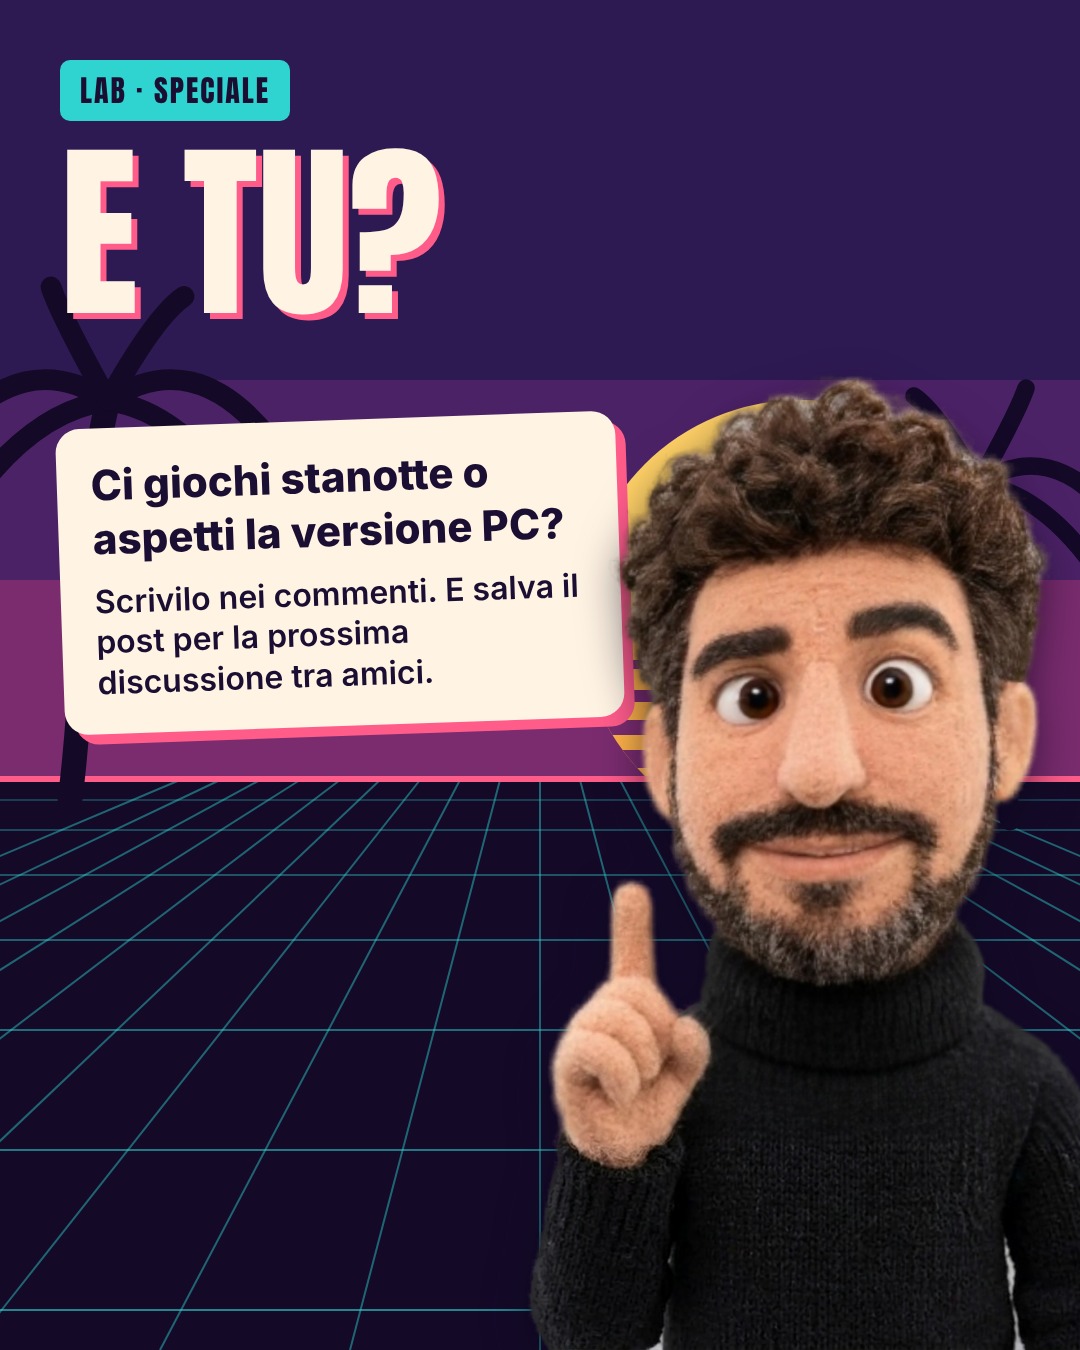 LAB · SPECIALE
E TU?
Ci giochi stanotte o
aspetti la versione PC?
Scrivilo nei commenti. E salva il
post per la prossima
discussione tra amici.